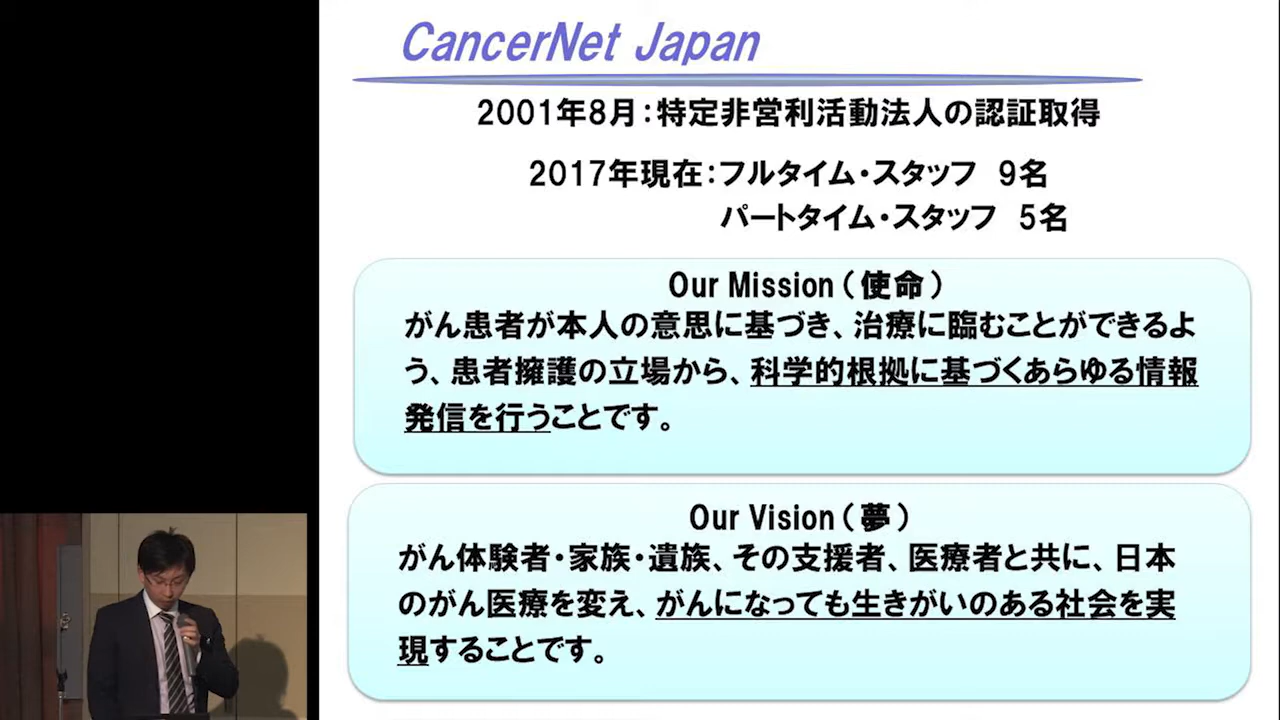 CancerNet Japan
2001年8月：特定非営利活動法人の認証取得
2017年現在：フルタイム・スタッフ　9名
パートタイム・スタッフ　5名
Our Mission（使命）
がん患者が本人の意思に基づき、治療に臨むことができるよ
う、患者擁護の立場から、科学的根拠に基づくあらゆる情報
発信を行うことです。
Our Vision（夢）
がん体験者・家族・遺族、その支援者、医療者と共に、日本
のがん医療を変え、がんになっても生きがいのある社会を実
現することです。